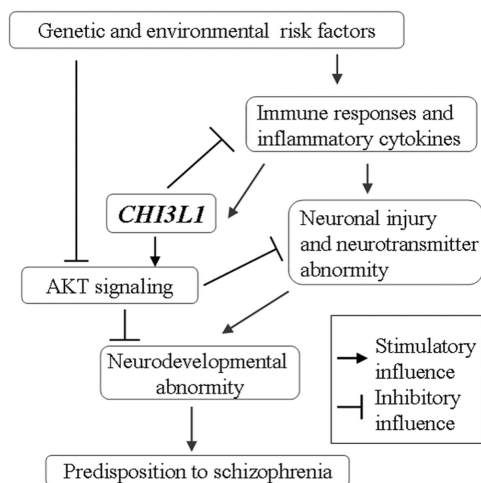 Genetic and environmental risk factors
Immune responses and
inflammatory cytokines
CHI3L1
Neuronal injury
and neurotransmitter
abnormity
AKT signaling
Neurodevelopmental
abnormity
Stimulatory
influence
Inhibitory
influence
Predisposition to schizophrenia